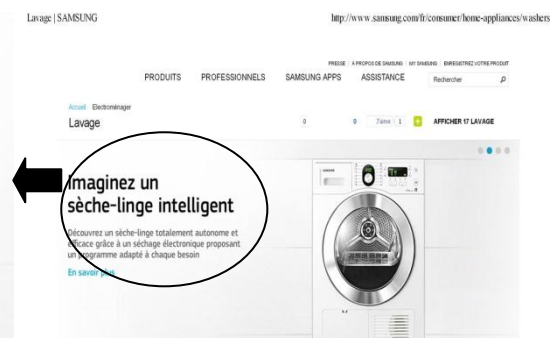 Lavage | SAMSUNG
http://www.samsung.com/fr/consumer/home-appliances/washers
PRESSE | A PROPOS DE SAMSUNG | MY SAMSUNG | ENREGISTREZ VOTRE PRODUIT
PRODUITS PROFESSIONNELS SAMSUNG APPS ASSISTANCE
Rechercher
Accueil Electroménager
Lavage
0 0 J'aime 1 AFFICHER 17 LAVAGE
Imaginez un
sèche-linge intelligent
Découvrez un sèche-linge totalement autonome et
efficace grâce à un séchage électronique proposant
un programme adapté à chaque besoin
En savoir plus
SAMSUNG